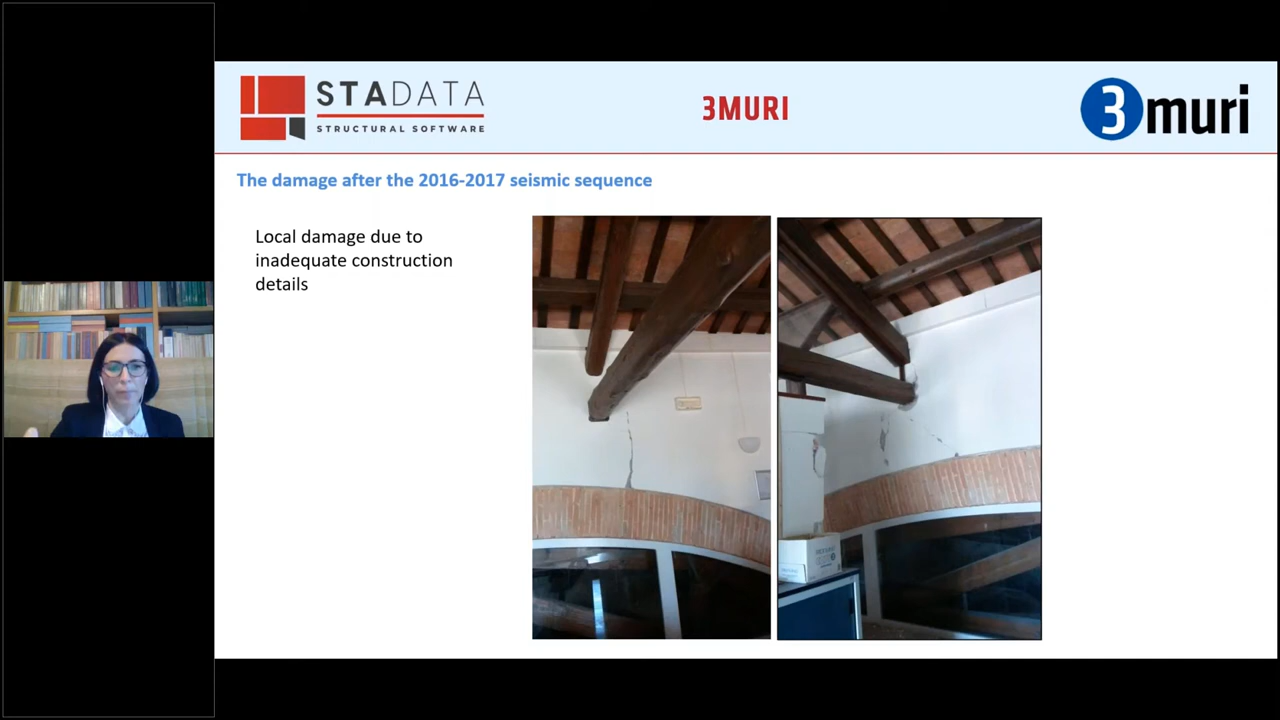 STADATA
STRUCTURAL SOFTWARE
3MURI
3muri
The damage after the 2016-2017 seismic sequence
Local damage due to
inadequate construction
details